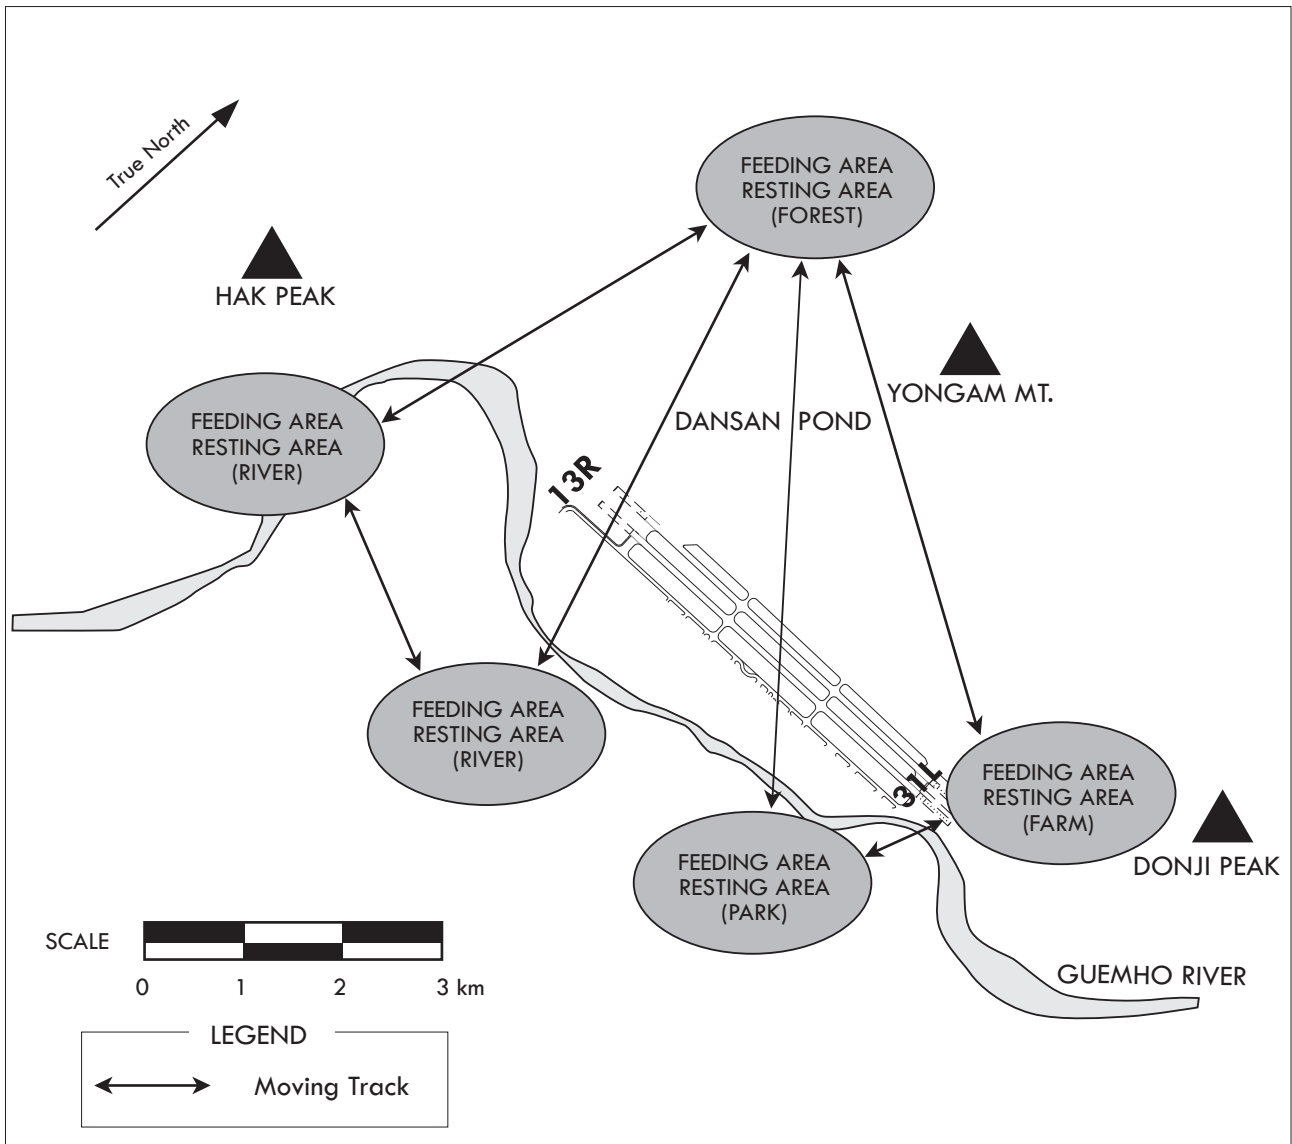 True North
FEEDING AREA
RESTING AREA
(FOREST)
HAK PEAK
YONGAM MT.
DANSAN POND
FEEDING AREA
RESTING AREA
(RIVER)
13R
FEEDING AREA
RESTING AREA
(RIVER)
31L
FEEDING AREA
RESTING AREA
(FARM)
DONJI PEAK
FEEDING AREA
RESTING AREA
(PARK)
GUEMHO RIVER
SCALE
0 1 2 3 km
LEGEND
Moving Track